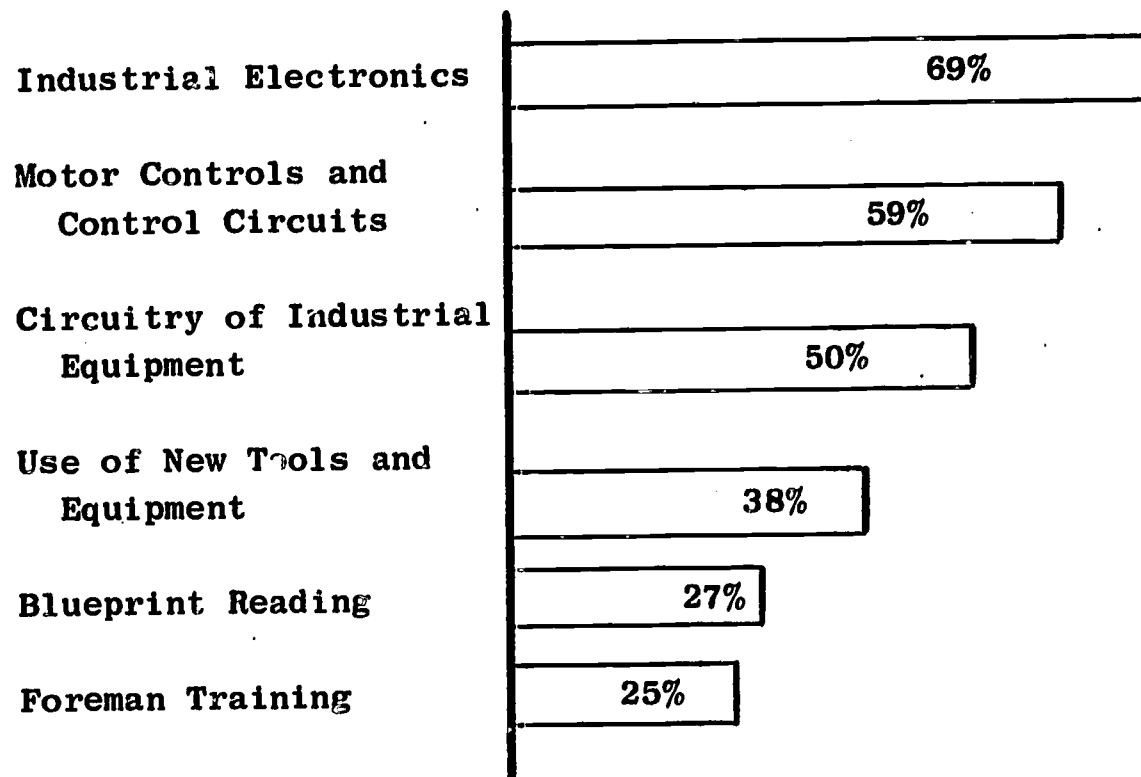 Industrial Electronics 69%
Motor Controls and
Control Circuits 59%
Circuitry of Industrial
Equipment 50%
Use of New Tools and
Equipment 38%
Blueprint Reading 27%
Foreman Training 25%